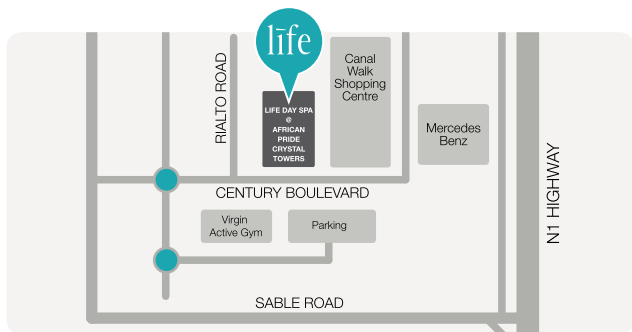 līfe
RIALTO ROAD
LIFE DAY SPA
@
AFRICAN
PRIDE
CRYSTAL
TOWERS
Canal
Walk
Shopping
Centre
Mercedes
Benz
N1 HIGHWAY
CENTURY BOULEVARD
Virgin
Active Gym
Parking
SABLE ROAD